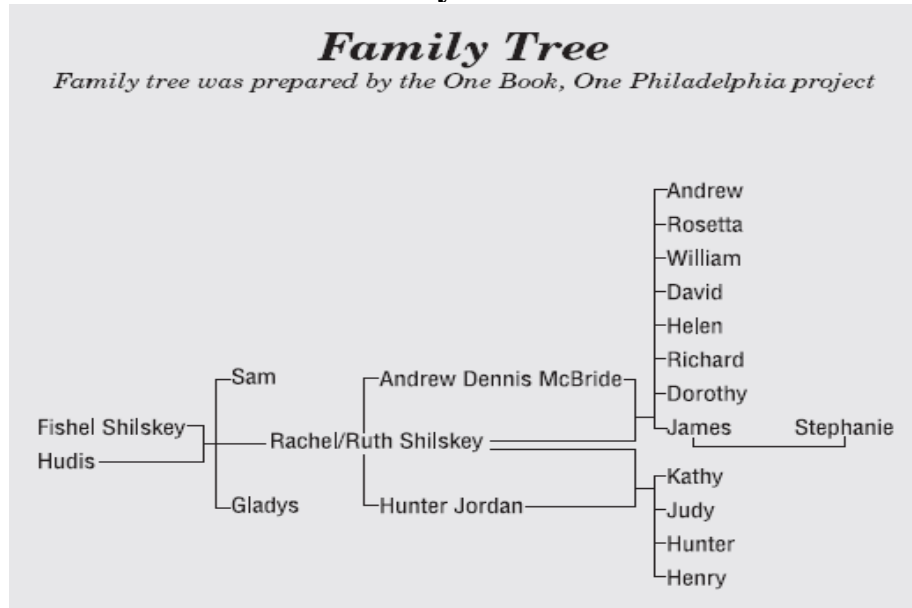 Family Tree
Family tree was prepared by the One Book, One Philadelphia project
Andrew
Rosetta
William
David
Helen
Richard
Sam
Andrew Dennis McBride
Dorothy
Fishel Shilskey
James
Stephanie
Rachel/Ruth Shilskey
Hudis
Kathy
Gladys
Hunter Jordan
Judy
Hunter
Henry